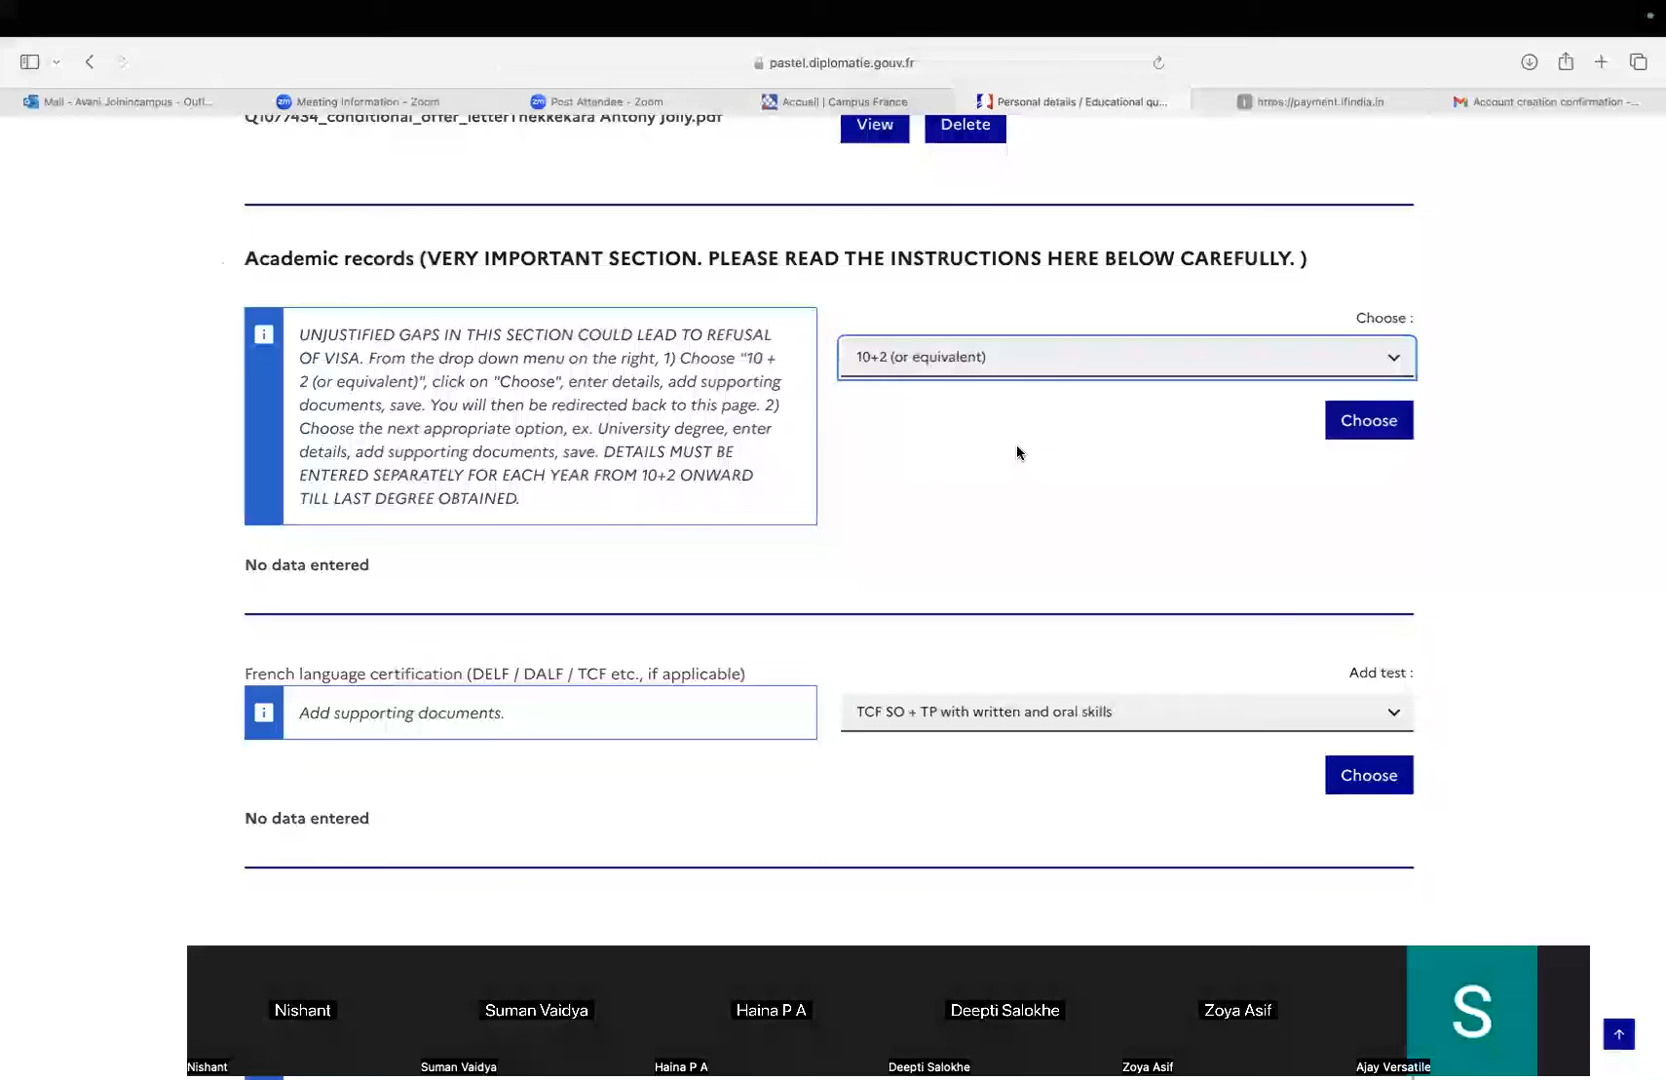 pastel.diplomatie.gouv.fr
Mail - Avani Joinincampus - Outl...
Meeting Information - Zoom
Post Attendee - Zoom
Accueil | Campus France
Personal details / Educational qu...
https://payment.ifindia.in
Account creation confirmation -...
Q1077434_conditional_offer_letterThekkekara Antony Jolly.pdf
View
Delete
Academic records (VERY IMPORTANT SECTION. PLEASE READ THE INSTRUCTIONS HERE BELOW CAREFULLY. )
Choose :
UNJUSTIFIED GAPS IN THIS SECTION COULD LEAD TO REFUSAL
OF VISA. From the drop down menu on the right, 1) Choose "10 +
2 (or equivalent)", click on "Choose", enter details, add supporting
documents, save. You will then be redirected back to this page. 2)
Choose the next appropriate option, ex. University degree, enter
details, add supporting documents, save. DETAILS MUST BE
ENTERED SEPARATELY FOR EACH YEAR FROM 10+2 ONWARD
TILL LAST DEGREE OBTAINED.
10+2 (or equivalent)
Choose
No data entered
French language certification (DELF / DALF / TCF etc., if applicable)
Add test :
Add supporting documents.
TCF SO + TP with written and oral skills
Choose
No data entered
Nishant
Suman Vaidya
Haina P A
Deepti Salokhe
Zoya Asif
S
Nishant
Suman Vaidya
Haina P A
Deepti Salokhe
Zoya Asif
Ajay Versatile